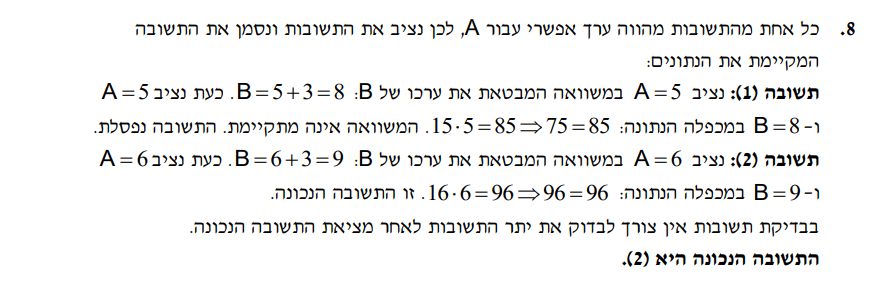 8. כל אחת מהתשובות מהווה ערך אפשרי עבור A, לכן נציב את התשובות ונסמן את התשובה
המקיימת את הנתונים:
תשובה (1): נציב A = 5 במשוואה המבטאת את ערכו של B: B = 5 + 3 = 8. כעת נציב A = 5
ו- B = 8 במכפלה הנתונה: 15·5 = 85 ⇒ 75 = 85. המשוואה אינה מתקיימת. התשובה נפסלת.
תשובה (2): נציב A = 6 במשוואה המבטאת את ערכו של B: B = 6 + 3 = 9. כעת נציב A = 6
ו- B = 9 במכפלה הנתונה: 16·6 = 96 ⇒ 96 = 96. זו התשובה הנכונה.
בבדיקת תשובות אין צורך לבדוק את יתר התשובות לאחר מציאת התשובה הנכונה.
התשובה הנכונה היא (2).